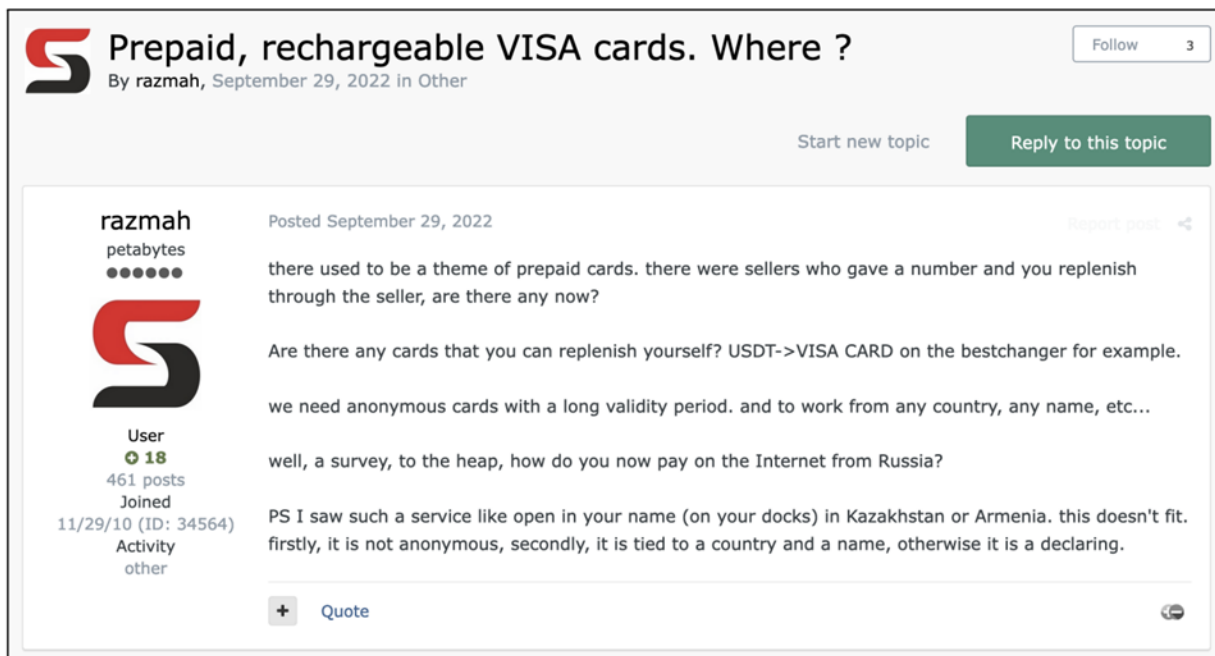 Prepaid, rechargeable VISA cards. Where ?
By razmah, September 29, 2022 in Other
Follow 3
Start new topic
Reply to this topic
razmah
petabytes
User
18
461 posts
Joined
11/29/10 (ID: 34564)
Activity
other
Posted September 29, 2022
Report post
there used to be a theme of prepaid cards. there were sellers who gave a number and you replenish
through the seller, are there any now?
Are there any cards that you can replenish yourself? USDT->VISA CARD on the bestchanger for example.
we need anonymous cards with a long validity period. and to work from any country, any name, etc...
well, a survey, to the heap, how do you now pay on the Internet from Russia?
PS I saw such a service like open in your name (on your docks) in Kazakhstan or Armenia. this doesn't fit.
firstly, it is not anonymous, secondly, it is tied to a country and a name, otherwise it is a declaring.
+ Quote